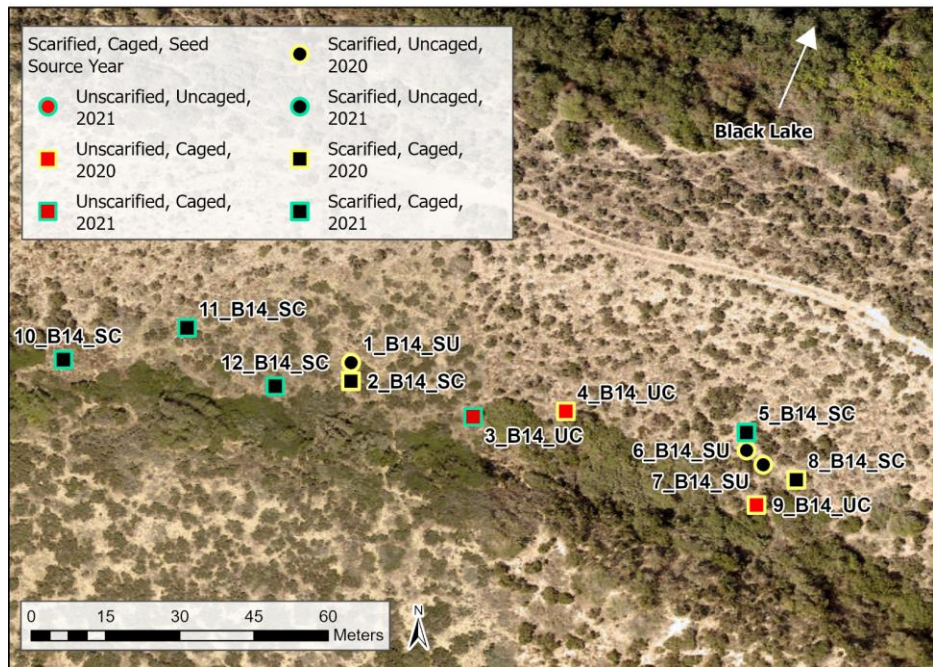 Scarified, Caged, Seed
Source Year
Unscarified, Uncaged,
2021
Unscarified, Caged,
2020
Unscarified, Caged,
2021
Scarified, Uncaged,
2020
Scarified, Uncaged,
2021
Scarified, Caged,
2020
Scarified, Caged,
2021
Black Lake
11_B14_SC
10_B14_SC
1_B14_SU
12_B14_SC
2_B14_SC
4_B14_UC
3_B14_UC
5_B14_SC
6_B14_SU
8_B14_SC
7_B14_SU
9_B14_UC
0 15 30 60
Meters
N